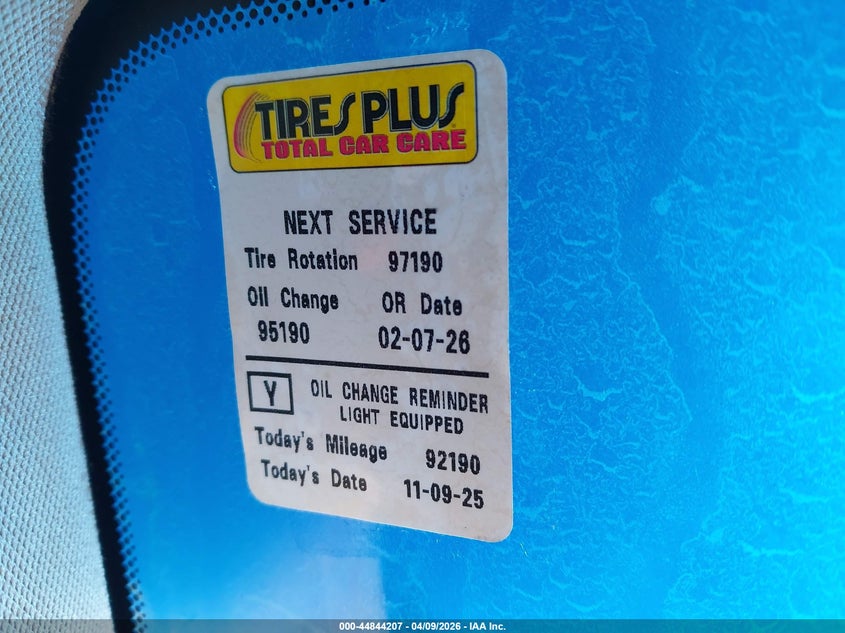 TIRES PLUS
TOTAL CAR CARE
NEXT SERVICE
Tire Rotation 97190
Oil Change OR Date
95190 02-07-26
Y OIL CHANGE REMINDER
LIGHT EQUIPPED
Today's Mileage 92190
Today's Date 11-09-25
000-44844207 - 04/09/2026 - IAA Inc.